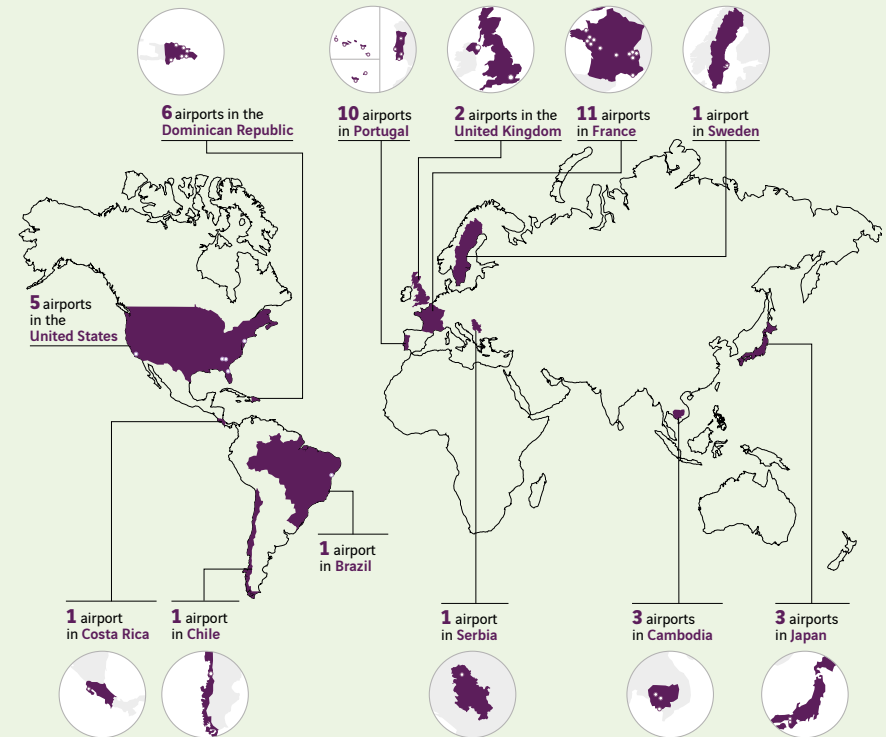 6 airports in the
Dominican Republic
10 airports
in Portugal
2 airports in the
United Kingdom
11 airports
in France
1 airport
in Sweden
5 airports
in the
United States
1 airport
in Brazil
1 airport
in Costa Rica
1 airport
in Chile
1 airport
in Serbia
3 airports
in Cambodia
3 airports
in Japan